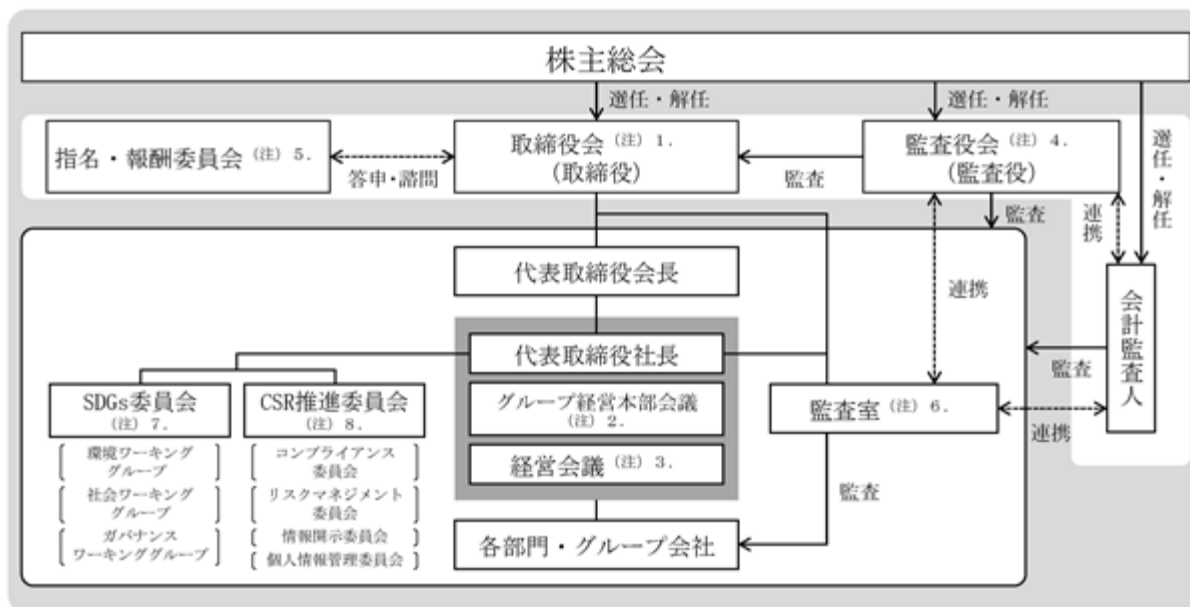 株主総会
選任・解任
選任・解任
選任・解任
指名・報酬委員会(注)5.
答申・諮問
取締役会(注)1.
(取締役)
監査
監査役会(注)4.
(監査役)
監査
連携
代表取締役会長
連携
会計監査人
代表取締役社長
監査
SDGs委員会
(注)7.
CSR推進委員会
(注)8.
グループ経営本部会議
(注)2.
監査室(注)6.
連携
環境ワーキング
グループ
コンプライアンス
委員会
経営会議(注)3.
社会ワーキング
グループ
リスクマネジメント
委員会
監査
ガバナンス
ワーキンググループ
情報開示委員会
個人情報管理委員会
各部門・グループ会社